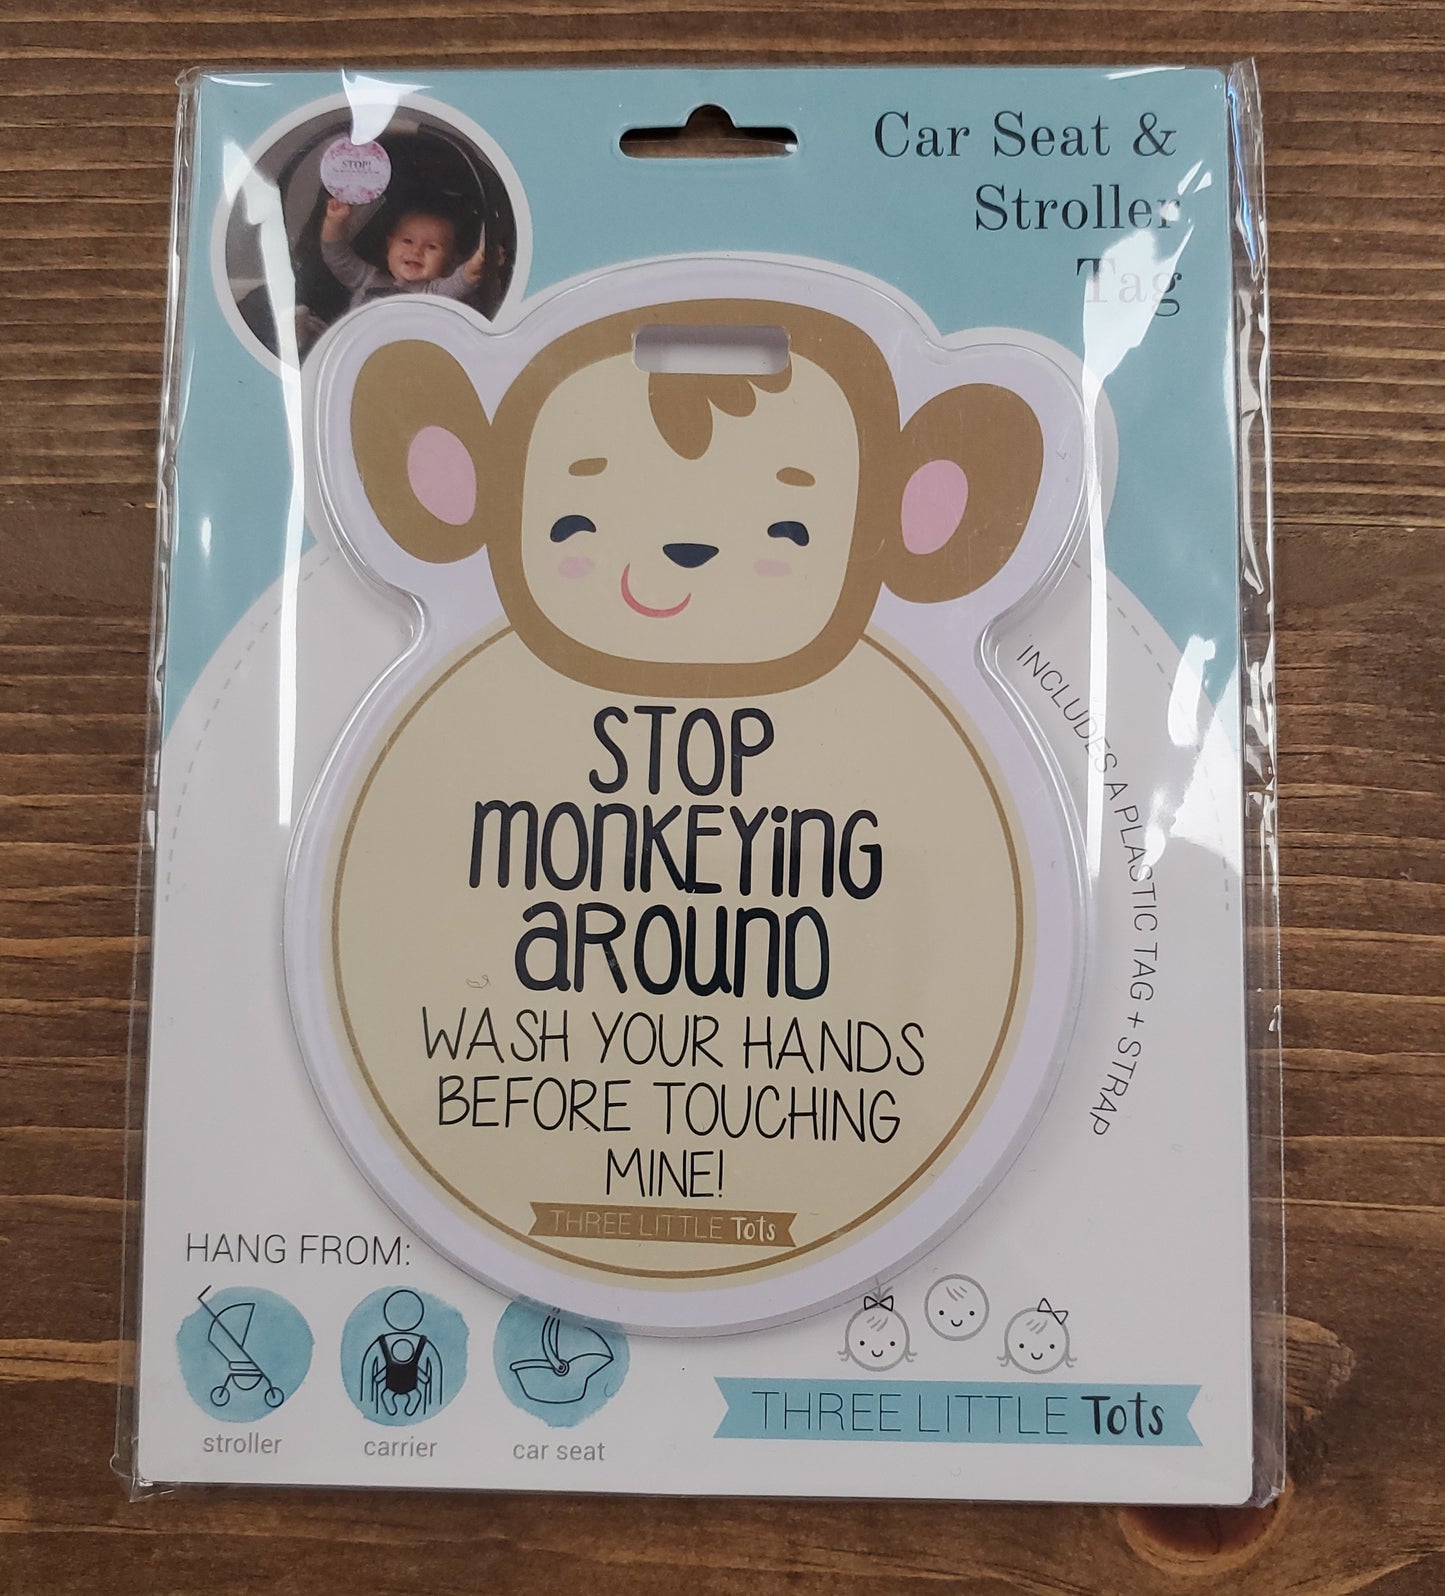 Car Seat &
Stroller
Tag
STOP!
STOP
MONKEYiNG
aROUND
WASH YOUR HANDS
BEFORE TOUCHING
MINE!
THREE LITTLE Tots
INCLUDES A PLASTIC TAG + STRAP
HANG FROM:
stroller
carrier
car seat
THREE LITTLE Tots